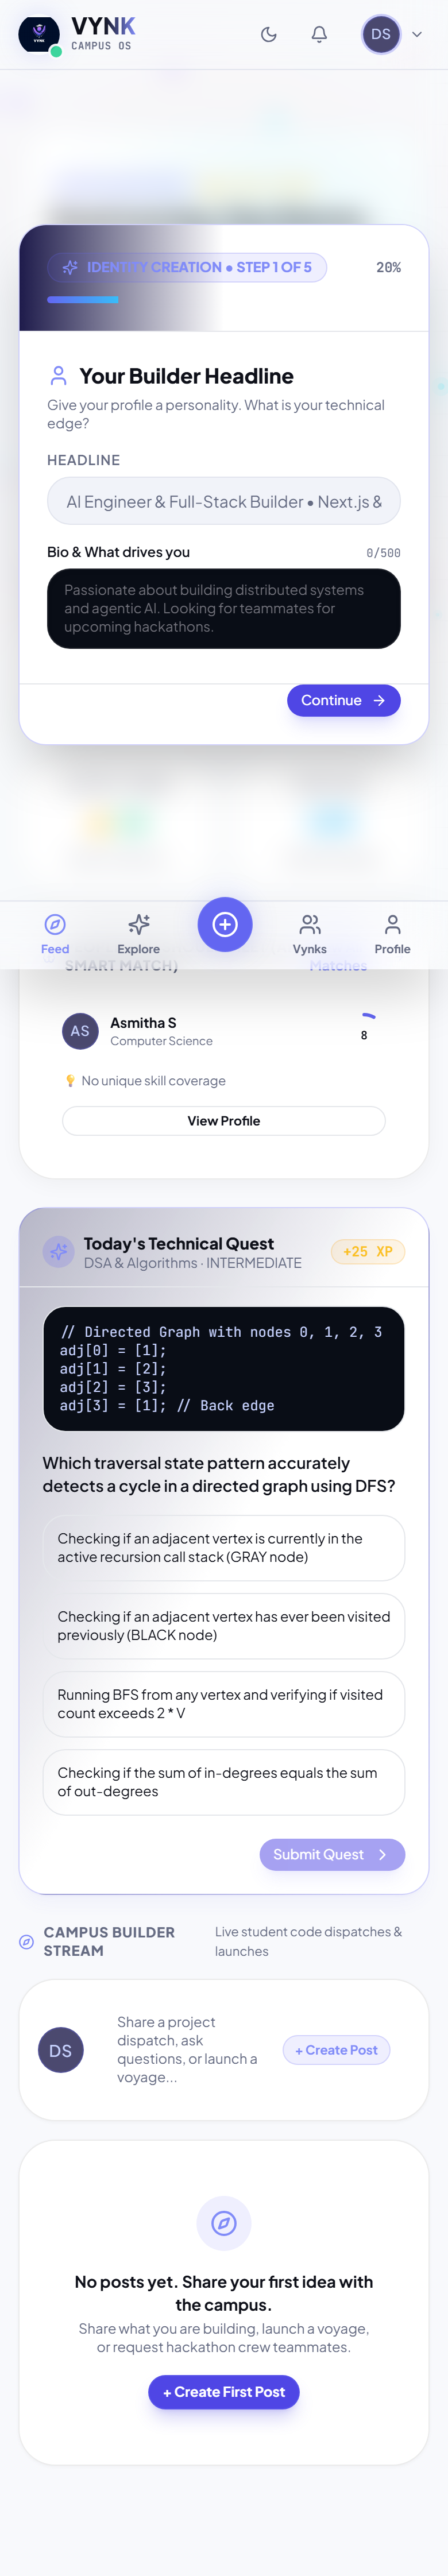 VYNK
CAMPUS OS
DS
IDENTITY CREATION • STEP 1 OF 5
20%
Your Builder Headline
Give your profile a personality. What is your technical
edge?
HEADLINE
AI Engineer & Full-Stack Builder • Next.js &
Bio & What drives you
0/500
Passionate about building distributed systems
and agentic AI. Looking for teammates for
upcoming hackathons.
Continue
Feed
Explore
Vynks
Profile
SMART MATCH)
Matches
AS
Asmitha S
Computer Science
8
No unique skill coverage
View Profile
Today's Technical Quest
DSA & Algorithms · INTERMEDIATE
+25 XP
// Directed Graph with nodes 0, 1, 2, 3
adj[0] = [1];
adj[1] = [2];
adj[2] = [3];
adj[3] = [1]; // Back edge
Which traversal state pattern accurately
detects a cycle in a directed graph using DFS?
Checking if an adjacent vertex is currently in the
active recursion call stack (GRAY node)
Checking if an adjacent vertex has ever been visited
previously (BLACK node)
Running BFS from any vertex and verifying if visited
count exceeds 2 * V
Checking if the sum of in-degrees equals the sum
of out-degrees
Submit Quest
CAMPUS BUILDER
STREAM
Live student code dispatches &
launches
DS
Share a project
dispatch, ask
questions, or launch a
voyage...
+ Create Post
No posts yet. Share your first idea with
the campus.
Share what you are building, launch a voyage,
or request hackathon crew teammates.
+ Create First Post